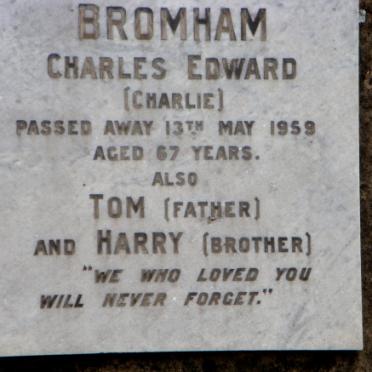 BROMHAM
CHARLES EDWARD
(CHARLIE)
PASSED AWAY 13TH MAY 1959
AGED 67 YEARS.
ALSO
TOM (FATHER)
AND HARRY (BROTHER)
"WE WHO LOVED YOU
WILL NEVER FORGET."